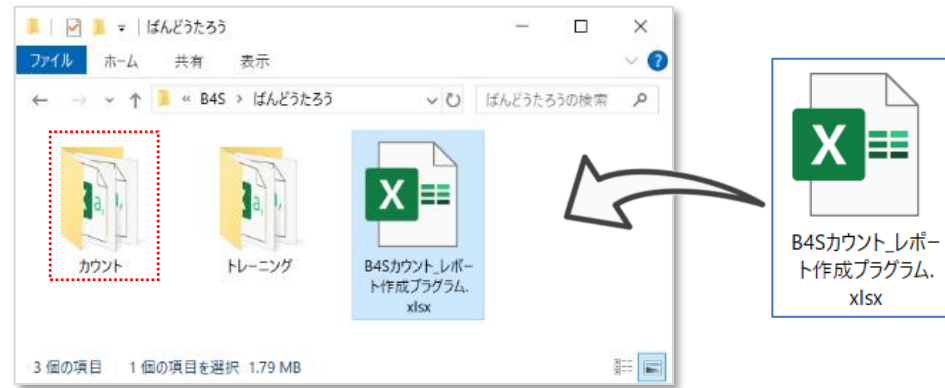 ばんどうたろう
ファイル ホーム 共有 表示
« B4S › ばんどうたろう ばんどうたろうの検索
カウント
トレーニング
B4Sカウント_レポー
ト作成プラグラム.
xlsx
3 個の項目 1 個の項目を選択 1.79 MB
B4Sカウント_レポー
ト作成プラグラム.
xlsx